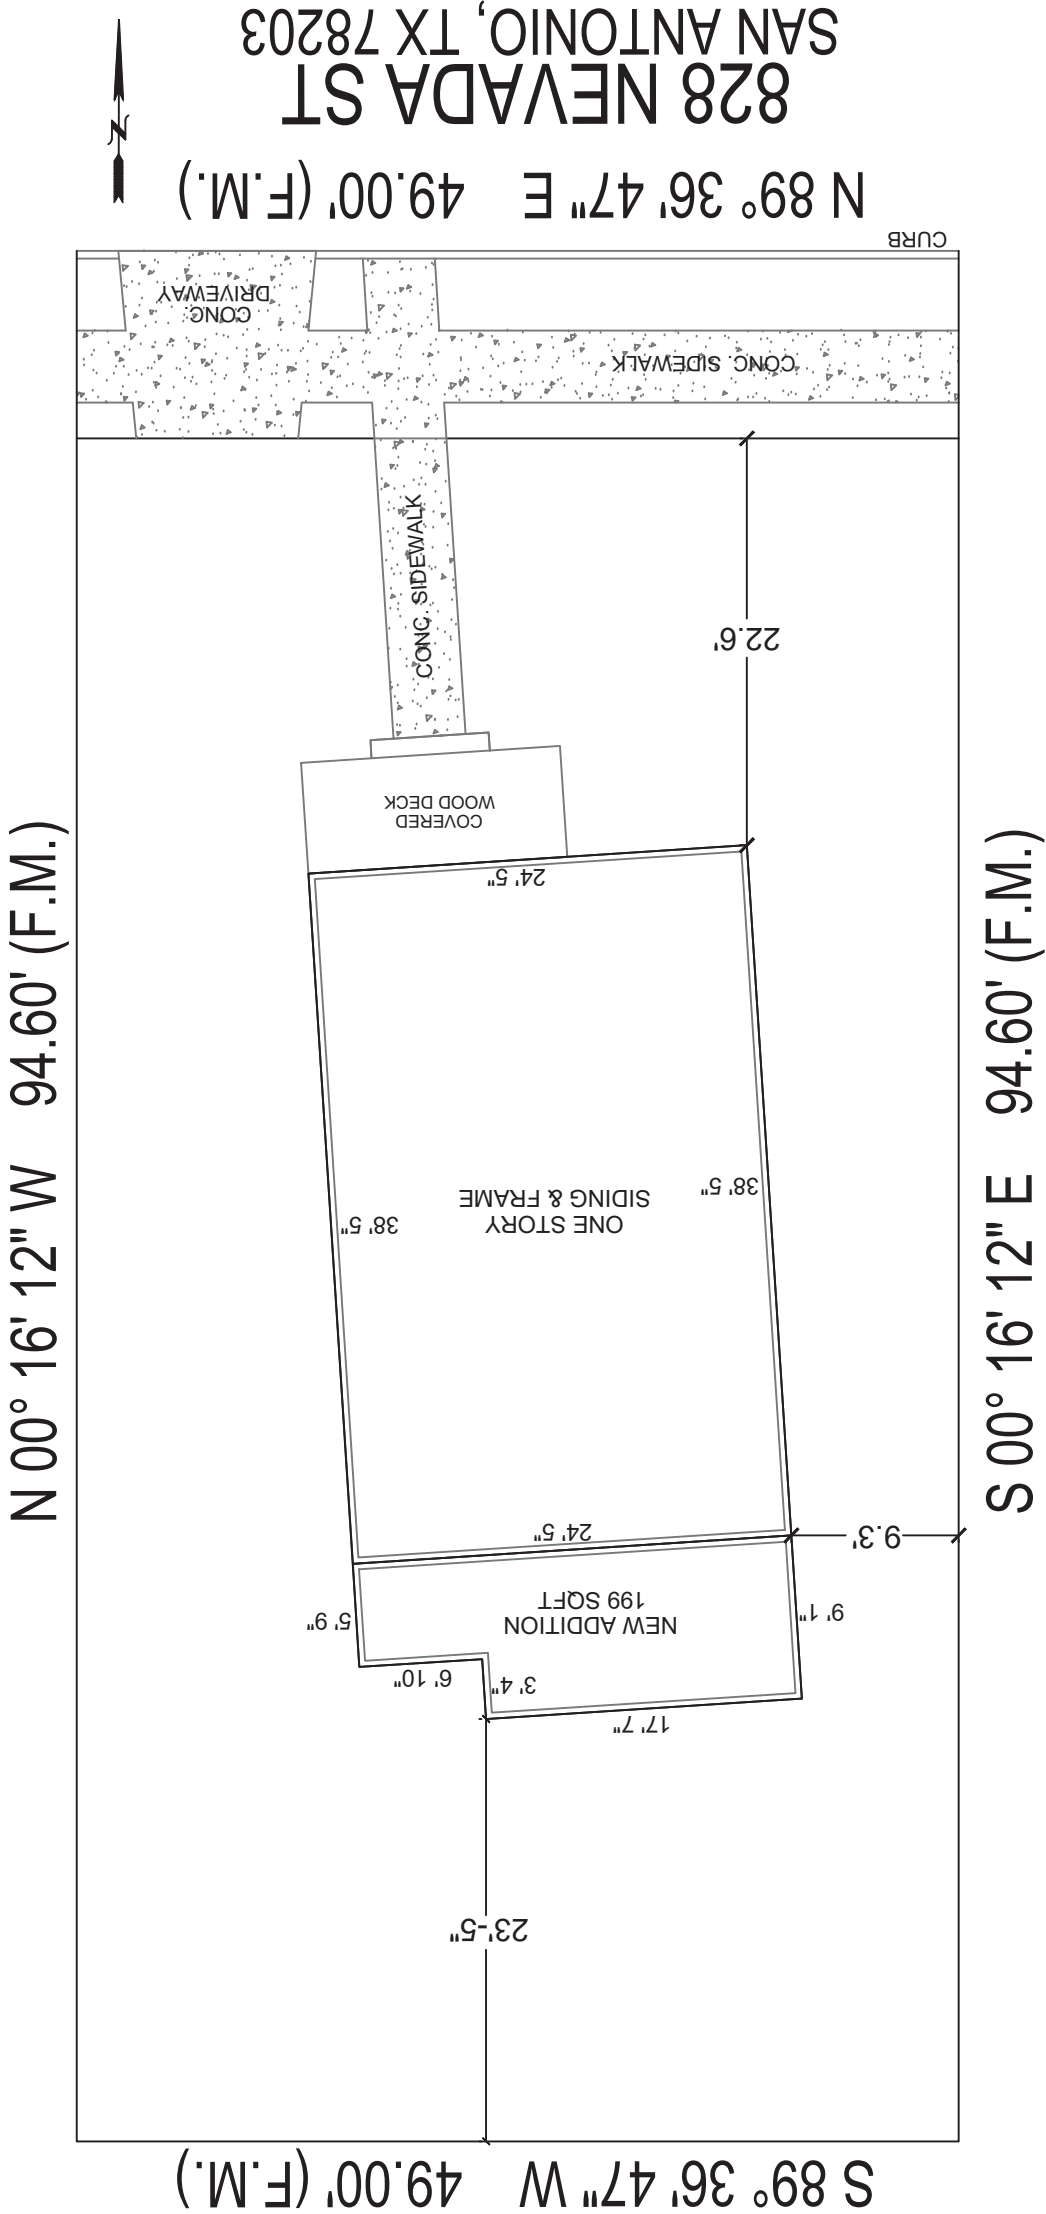 SAN ANTONIO, TX 78203
828 NEVADA ST
N
N 89° 36' 47" E 49.00' (F.M.)
CURB
CONC.
DRIVEWAY
CONC. SIDEWALK
CONC. SIDEWALK
22.6'
COVERED
WOOD DECK
24' 5"
N 00° 16' 12" W 94.60' (F.M.)
S 00° 16' 12" E 94.60' (F.M.)
38' 5"
38' 5"
ONE STORY
SIDING & FRAME
24' 5"
9.3'
NEW ADDITION
199 SQFT
5' 9"
9' 1"
6' 10"
3' 4"
17' 7"
23'-5"
S 89° 36' 47" W 49.00' (F.M.)